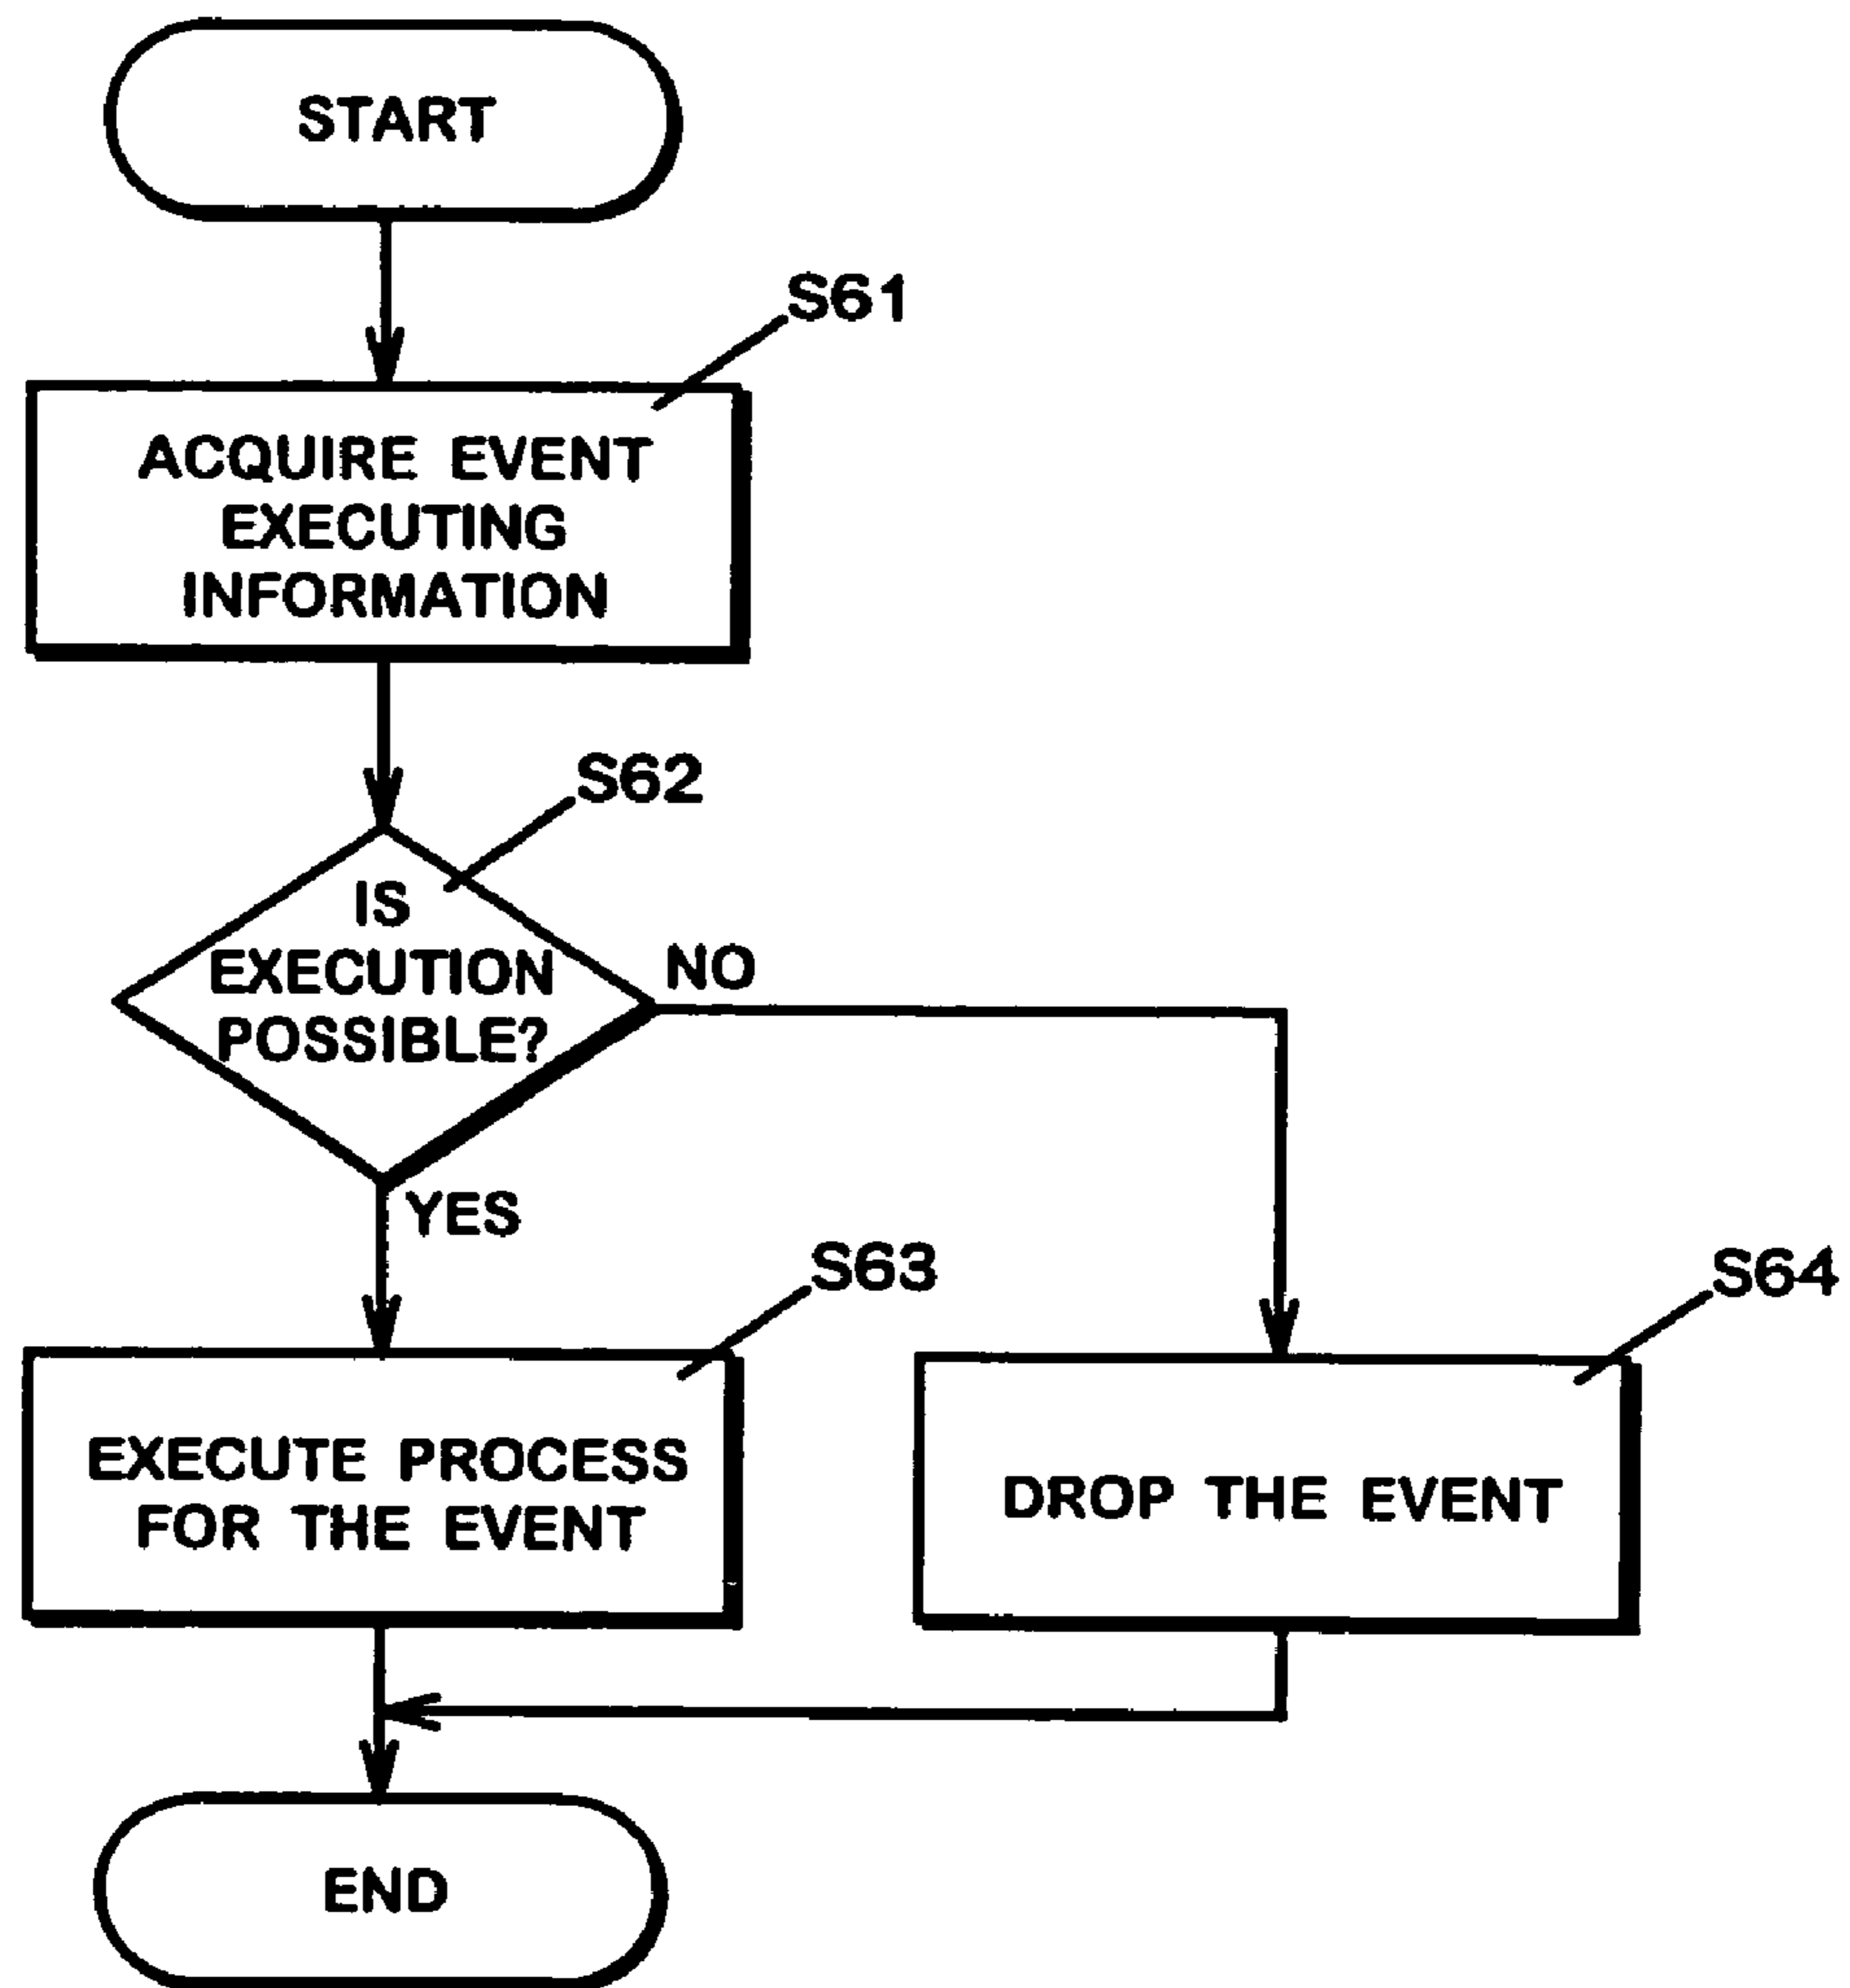 START
S61
ACQUIRE EVENT
EXECUTING
INFORMATION
S62
IS
EXECUTION
POSSIBLE?
NO
YES
S63
S64
EXECUTE PROCESS
FOR THE EVENT
DROP THE EVENT
END